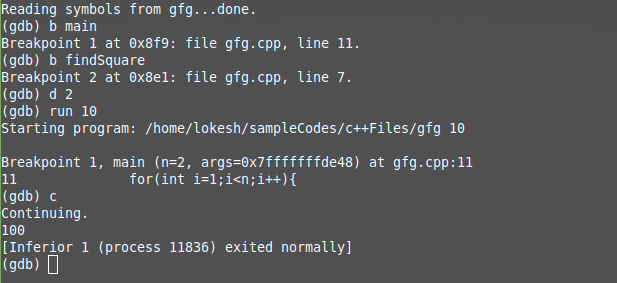 Reading symbols from gfg...done.
(gdb) b main
Breakpoint 1 at 0x8f9: file gfg.cpp, line 11.
(gdb) b findSquare
Breakpoint 2 at 0x8e1: file gfg.cpp, line 7.
(gdb) d 2
(gdb) run 10
Starting program: /home/lokesh/sampleCodes/c++Files/gfg 10

Breakpoint 1, main (n=2, args=0x7fffffffde48) at gfg.cpp:11
11              for(int i=1;i<n;i++){
(gdb) c
Continuing.
100
[Inferior 1 (process 11836) exited normally]
(gdb)